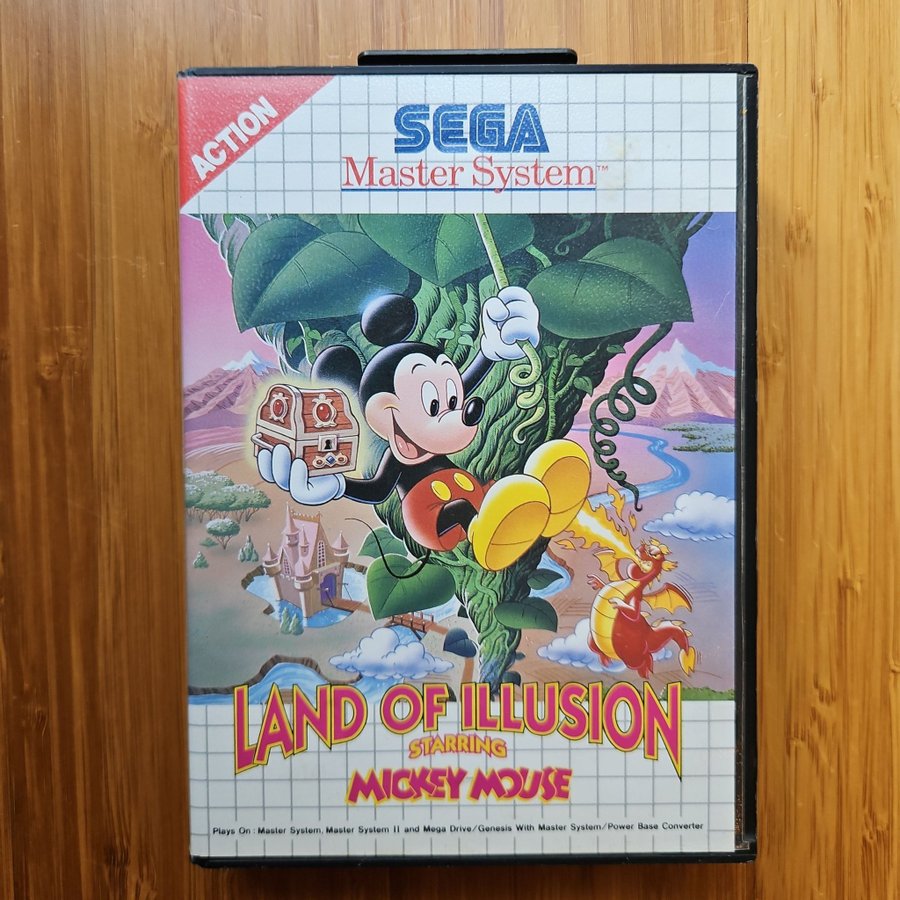 ACTION
SEGA
Master System™
LAND OF ILLUSION
STARRING
MICKEY MOUSE
Plays On : Master System, Master System II and Mega Drive/Genesis With Master System/Power Base Converter